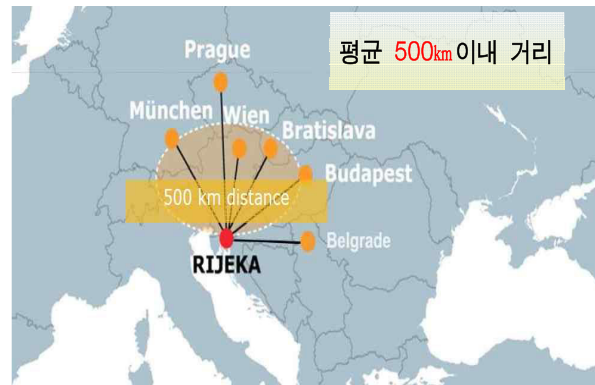 평균 500㎞이내 거리
Prague
München
Wien
Bratislava
Budapest
500 km distance
Belgrade
RIJEKA